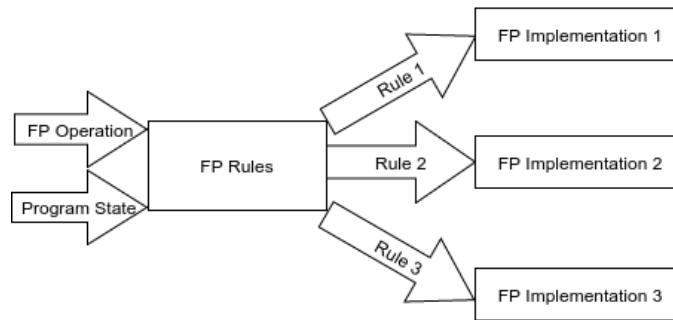 FP Implementation 1
Rule 1
FP Operation
FP Rules
Rule 2
FP Implementation 2
Program State
Rule 3
FP Implementation 3